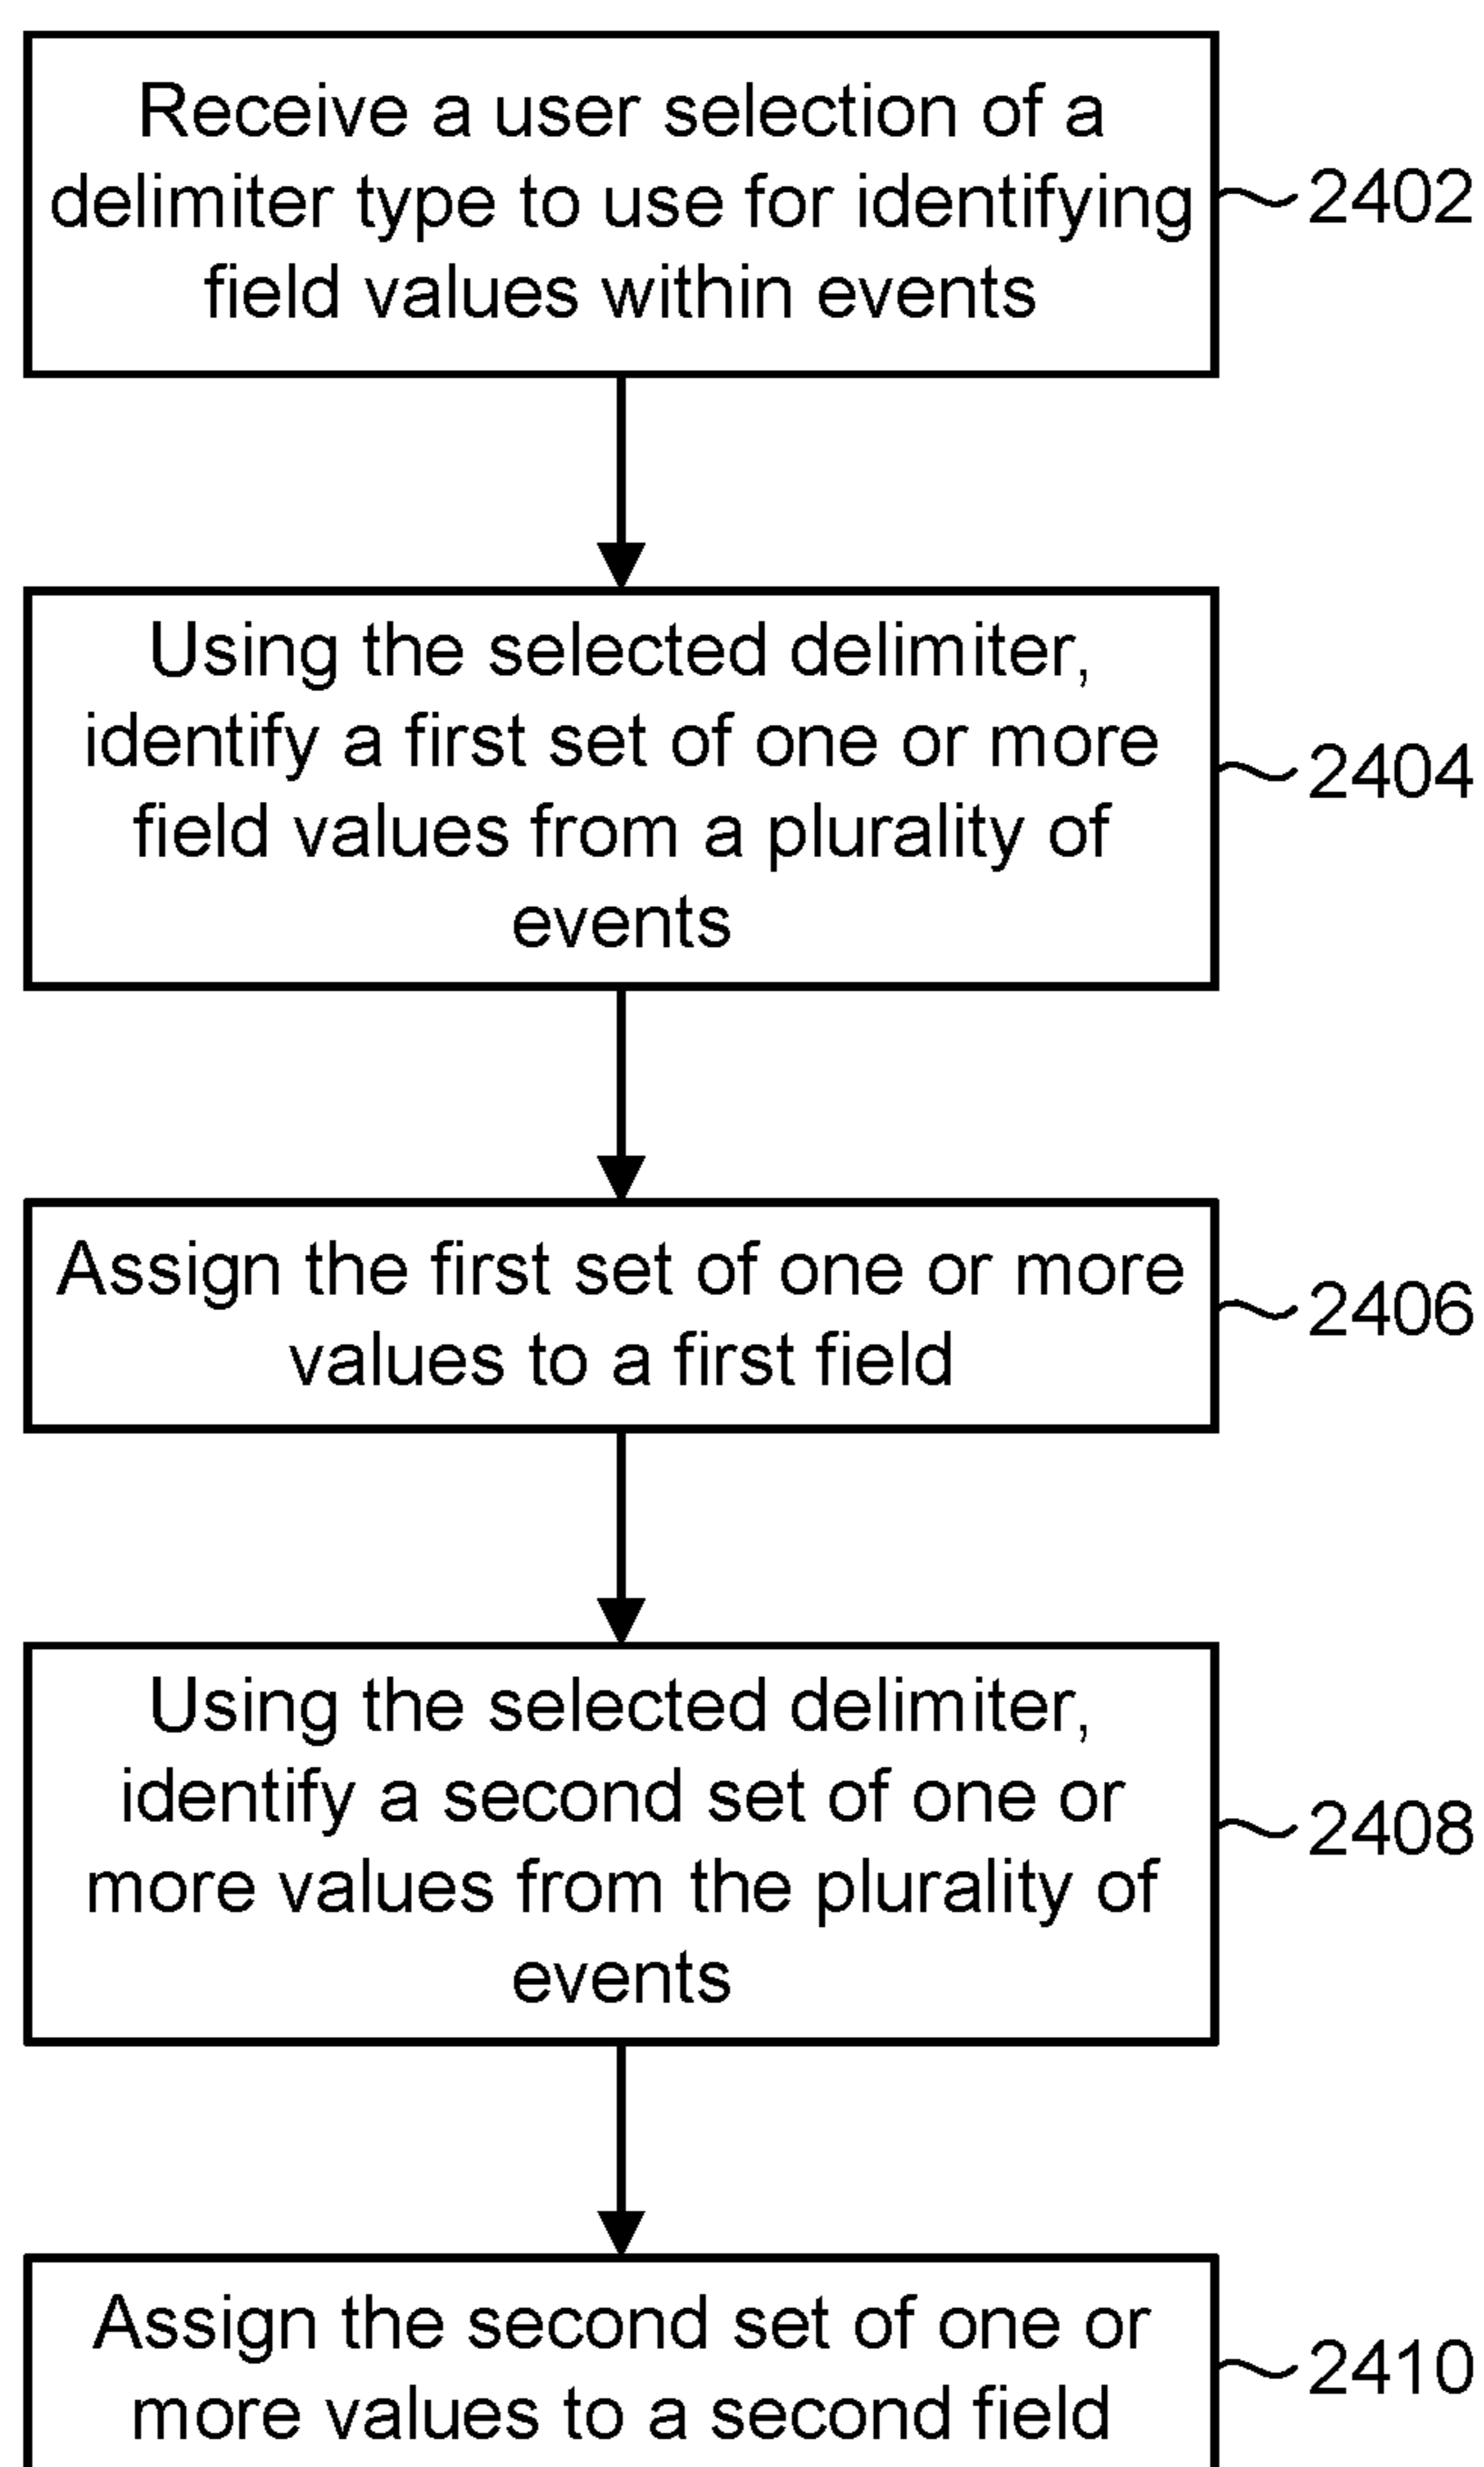 Receive a user selection of a
delimiter type to use for identifying
field values within events
2402
Using the selected delimiter,
identify a first set of one or more
field values from a plurality of
events
2404
Assign the first set of one or more
values to a first field
2406
Using the selected delimiter,
identify a second set of one or
more values from the plurality of
events
2408
Assign the second set of one or
more values to a second field
2410